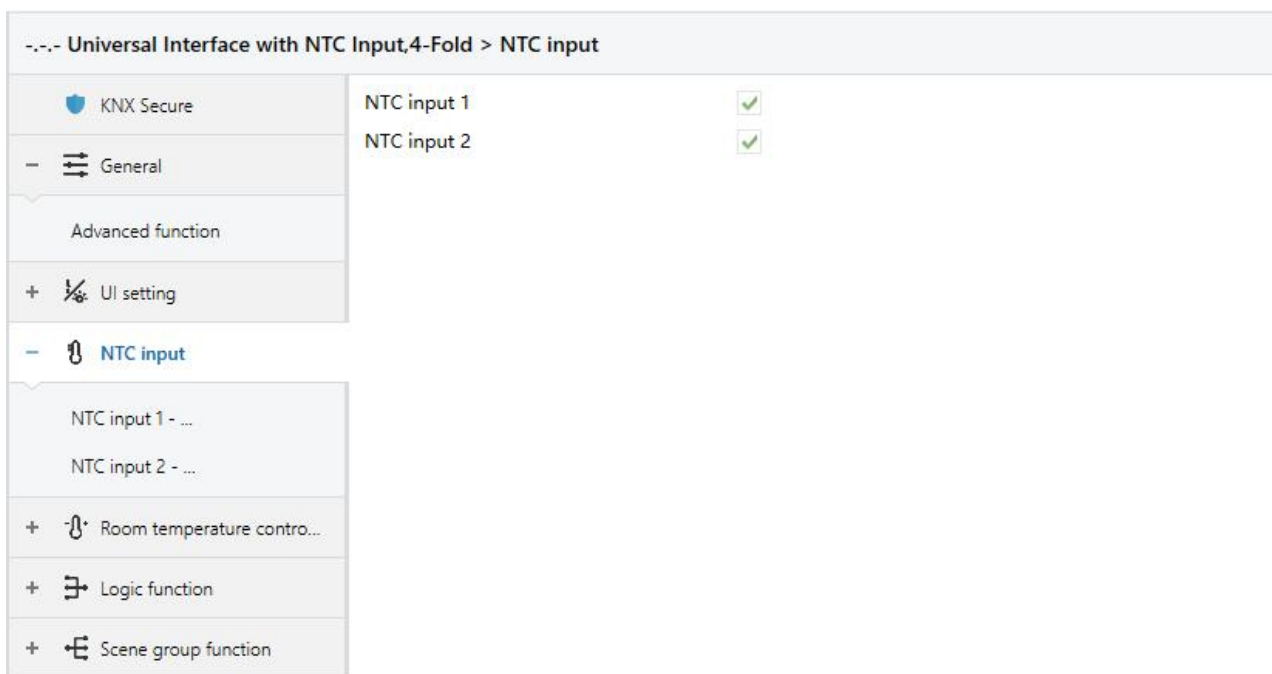 -.-.- Universal Interface with NTC Input,4-Fold > NTC input
KNX Secure
General
Advanced function
UI setting
NTC input
NTC input 1 - ...
NTC input 2 - ...
Room temperature contro...
Logic function
Scene group function
NTC input 1
NTC input 2